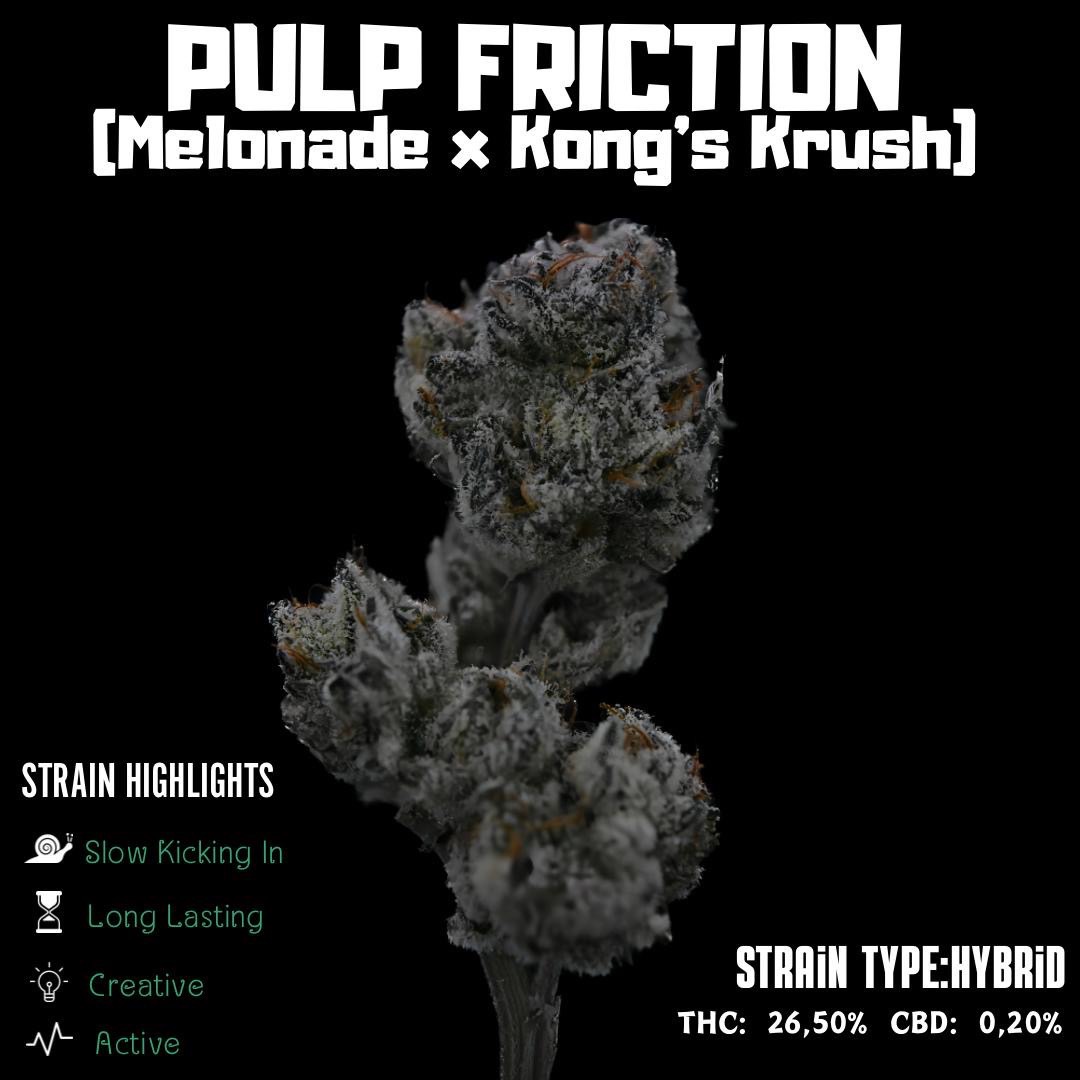 PULP FRICTION
[Melonade x Kong's Krush]
STRAIN HIGHLIGHTS
Slow Kicking In
Long Lasting
Creative
Active
STRAiN TYPE:HYBRiD
THC: 26,50% CBD: 0,20%